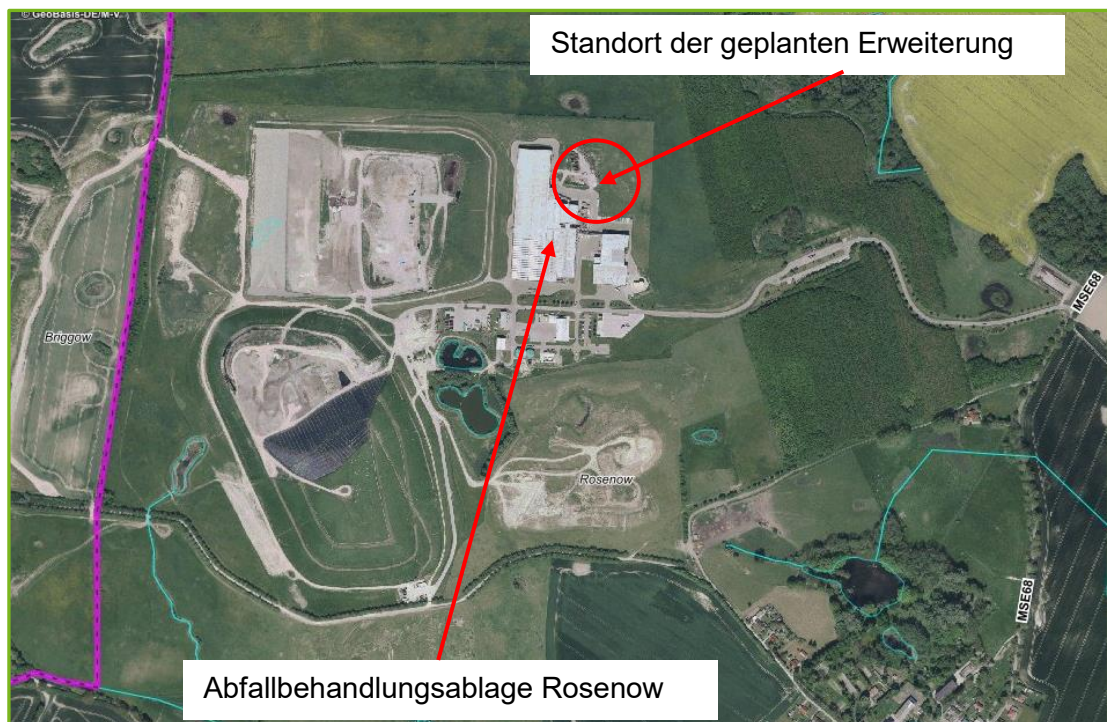 © GeoBasis-DE/M-V
Standort der geplanten Erweiterung
MSE68
Briggow
Rosenow
MSE68
Abfallbehandlungsablage Rosenow